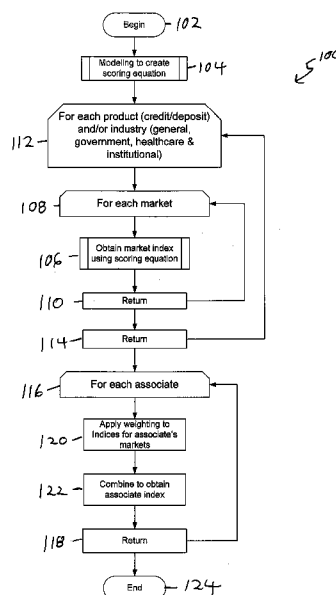 Begin
102
100
Modeling to create
scoring equation
104
For each product (credit/deposit)
and/or industry (general,
government, healthcare &
institutional)
112
For each market
108
Obtain market index
using scoring equation
106
Return
110
Return
114
For each associate
116
Apply weighting to
Indices for associate's
markets
120
Combine to obtain
associate index
122
Return
118
End
124